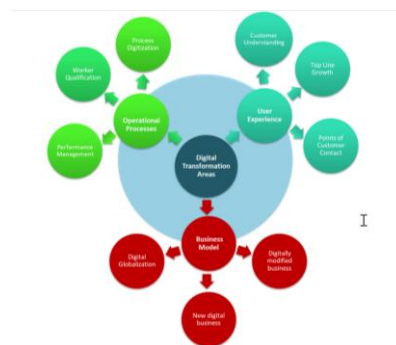 Customer
Understanding
Process
Digitization
Top Line
Growth
Worker
Qualification
Operational
Processes
User
Experience
Performance
Management
Points of
Customer
Contact
Digital
Transformation
Areas
Business
Model
Digital
Globalization
Digitally
modified
business
New digital
business